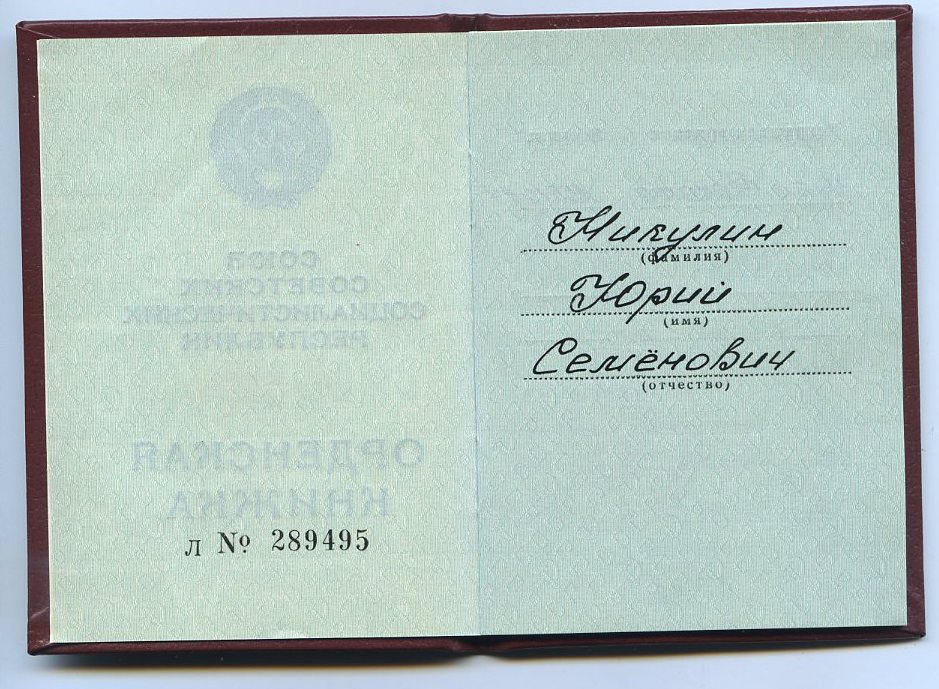 СОЮЗ
СОВЕТСКИХ
СОЦИАЛИСТИЧЕСКИХ
РЕСПУБЛИК
ОРДЕНСКАЯ
КНИЖКА
Л № 289495
Никулин
(фамилия)
Юрий
(имя)
Семёнович
(отчество)